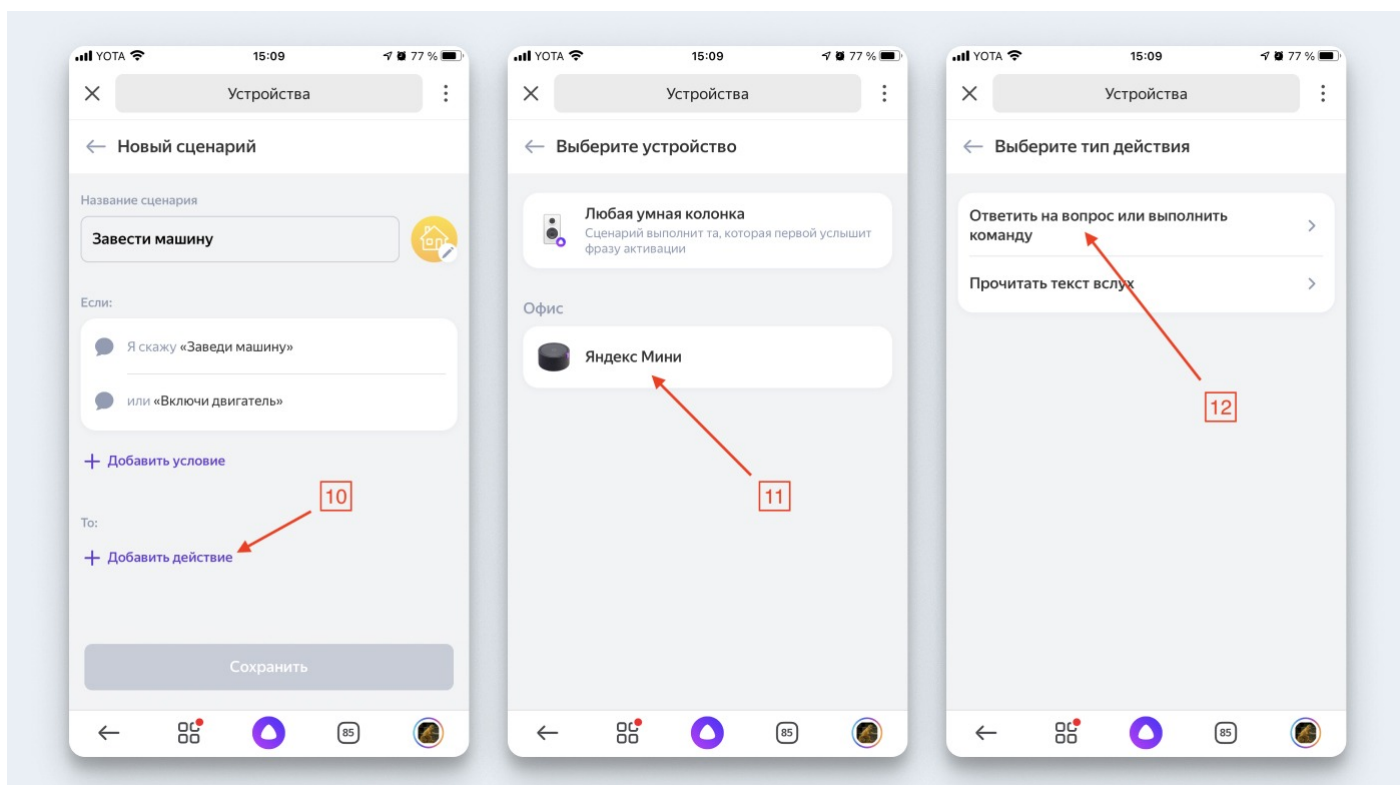 YOTA 15:09 77 %
Устройства
Новый сценарий
Название сценария
Завести машину
Если:
Я скажу «Заведи машину»
или «Включи двигатель»
+ Добавить условие
10
То:
+ Добавить действие
Сохранить
85
YOTA 15:09 77 %
Устройства
Выберите устройство
Любая умная колонка
Сценарий выполнит та, которая первой услышит
фразу активации
Офис
Яндекс Мини
11
85
YOTA 15:09 77 %
Устройства
Выберите тип действия
Ответить на вопрос или выполнить
команду
Прочитать текст вслух
12
85